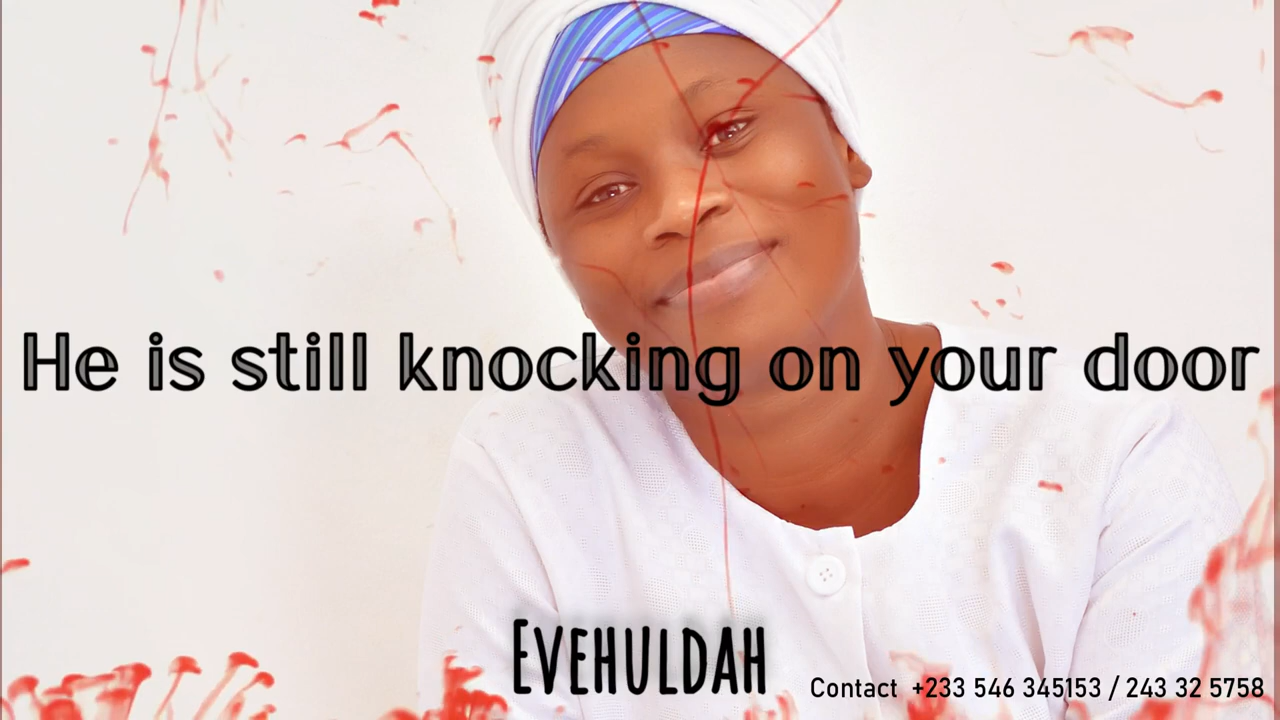 He is still knocking on your door
Evehuldah
Contact +233 546 345153 / 243 32 5758